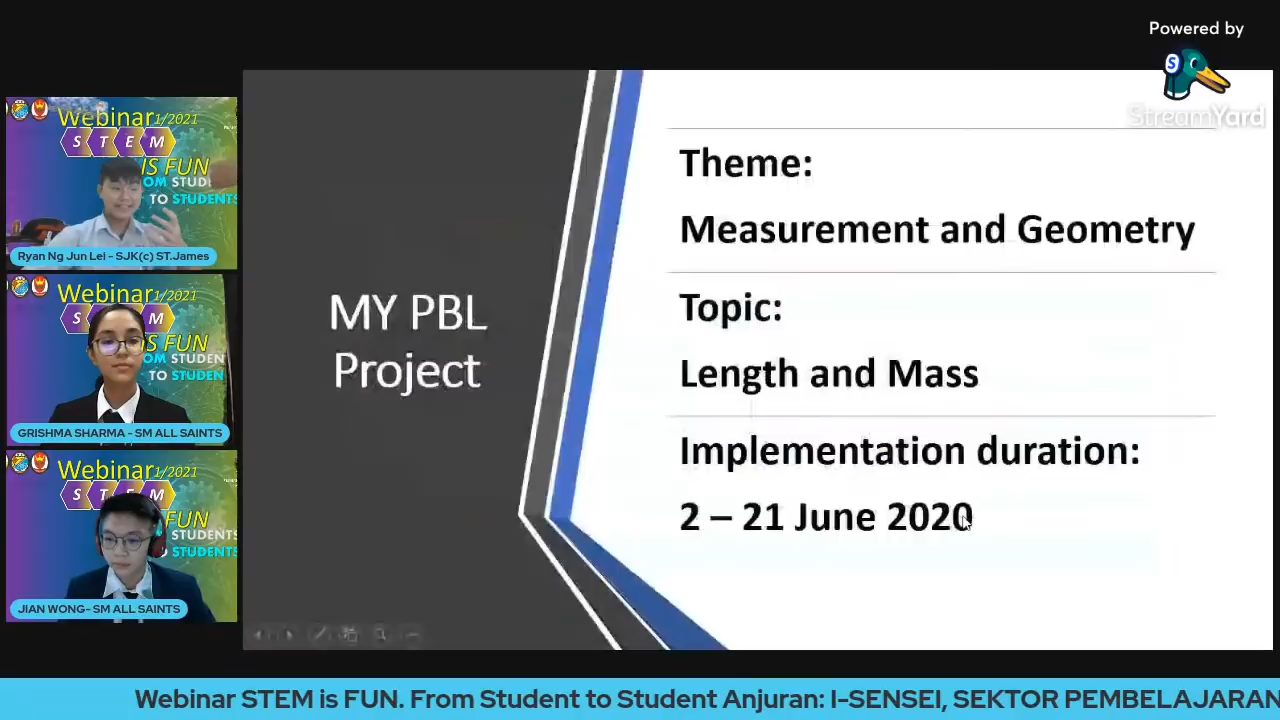 Powered by
StreamYard
Webinar 1/2021
S T E M
IS FUN
OM STUD
TO STUDENTS
Ryan Ng Jun Lei - SJK(c) ST.James
Webinar 1/2021
S M
IS FUN
OM STUDEN
TO STUDEN
GRISHMA SHARMA - SM ALL SAINTS
Webinar 1/2021
S T E M
FUN
STUDENTS
STUDENTS
JIAN WONG- SM ALL SAINTS
MY PBL
Project
Theme:
Measurement and Geometry
Topic:
Length and Mass
Implementation duration:
2 – 21 June 2020
Webinar STEM is FUN. From Student to Student Anjuran: I-SENSEI, SEKTOR PEMBELAJARAN